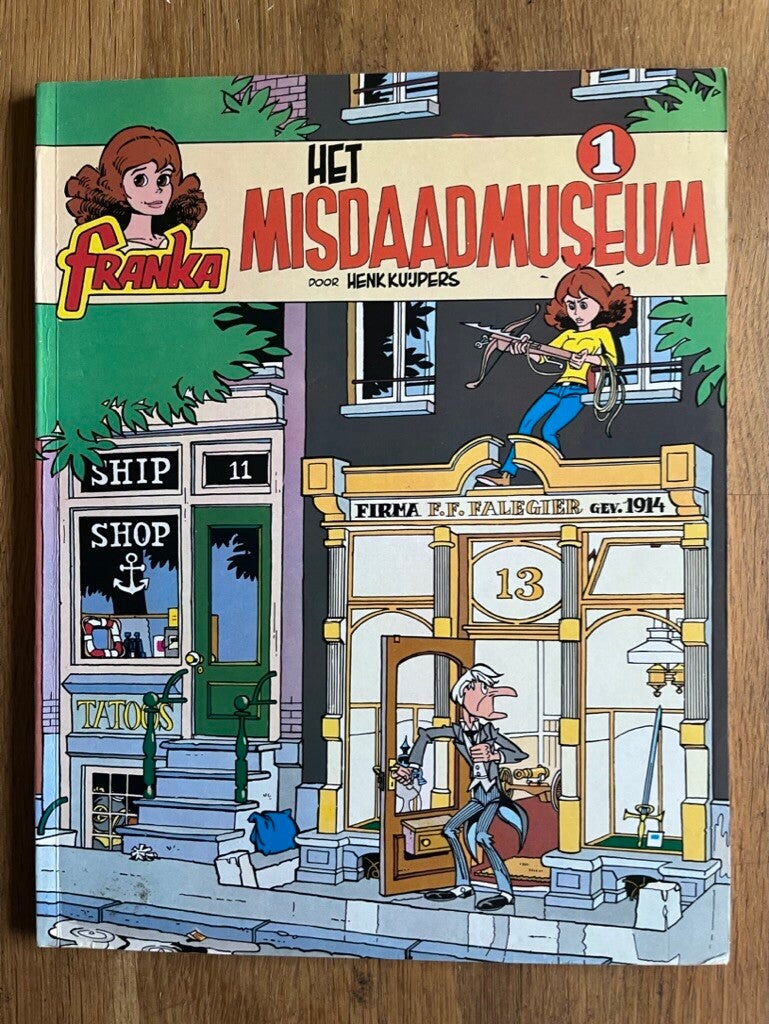 HET
1
MISDAADMUSEUM
FRANKA
DOOR HENK KUIJPERS
SHIP
11
SHOP
FIRMA F.F. FALEGIER GEV. 1914
13
TATOOS